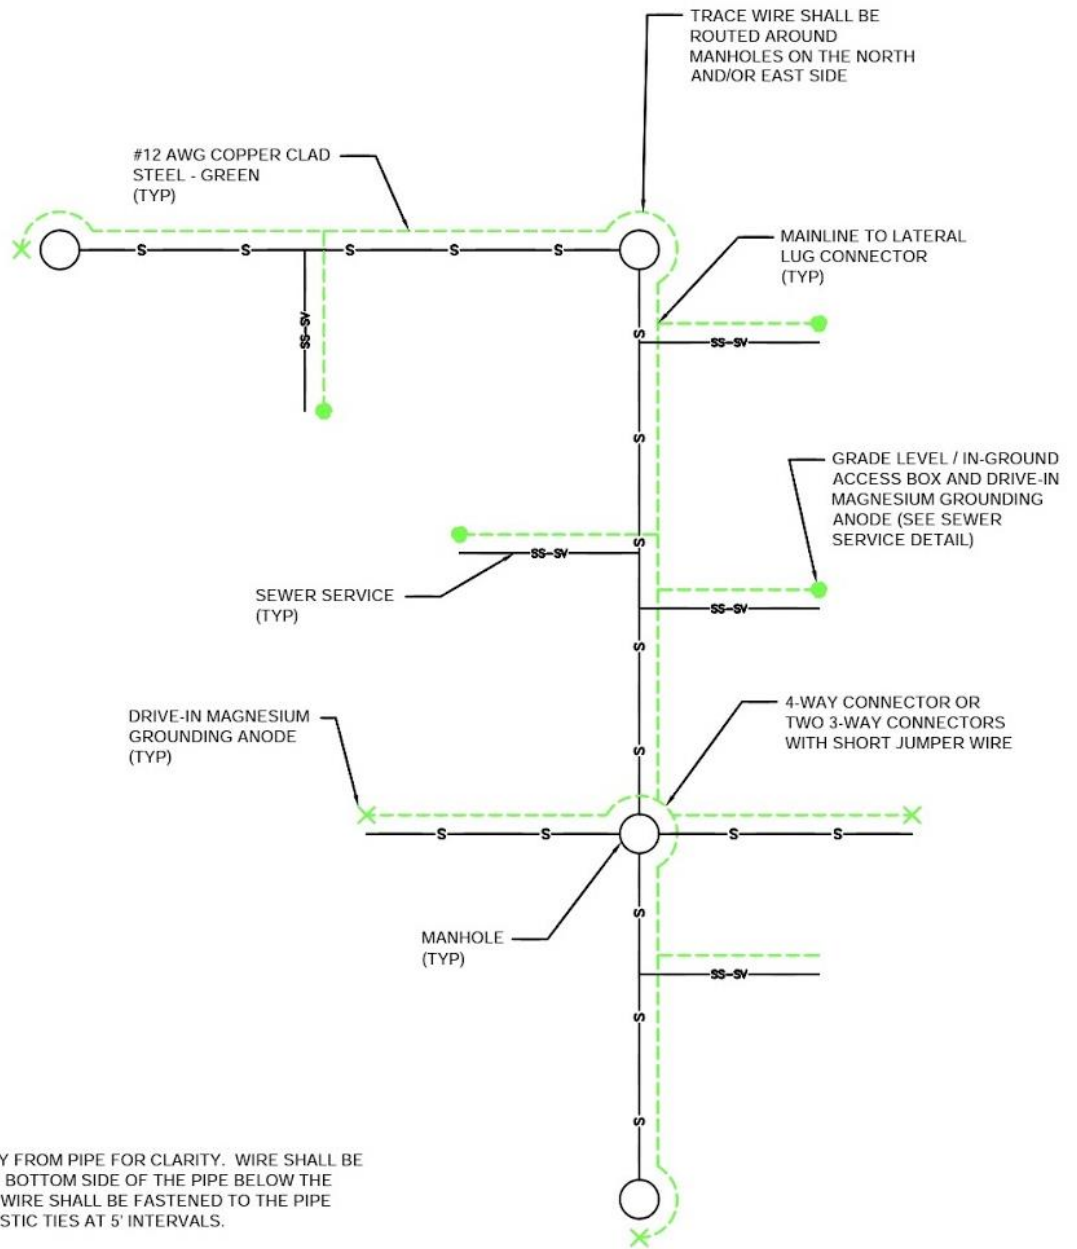 TRACE WIRE SHALL BE
ROUTED AROUND
MANHOLES ON THE NORTH
AND/OR EAST SIDE
#12 AWG COPPER CLAD
STEEL - GREEN
(TYP)
MAINLINE TO LATERAL
LUG CONNECTOR
(TYP)
S
S
S
S
S
SS-SV
S
SS-SV
S
GRADE LEVEL / IN-GROUND
ACCESS BOX AND DRIVE-IN
MAGNESIUM GROUNDING
ANODE (SEE SEWER
SERVICE DETAIL)
S
SS-SV
SEWER SERVICE
(TYP)
SS-SV
S
4-WAY CONNECTOR OR
TWO 3-WAY CONNECTORS
WITH SHORT JUMPER WIRE
DRIVE-IN MAGNESIUM
GROUNDING ANODE
(TYP)
S
S
S
S
S
S
MANHOLE
(TYP)
SS-SV
S
S
Y FROM PIPE FOR CLARITY. WIRE SHALL BE
BOTTOM SIDE OF THE PIPE BELOW THE
WIRE SHALL BE FASTENED TO THE PIPE
STIC TIES AT 5' INTERVALS.